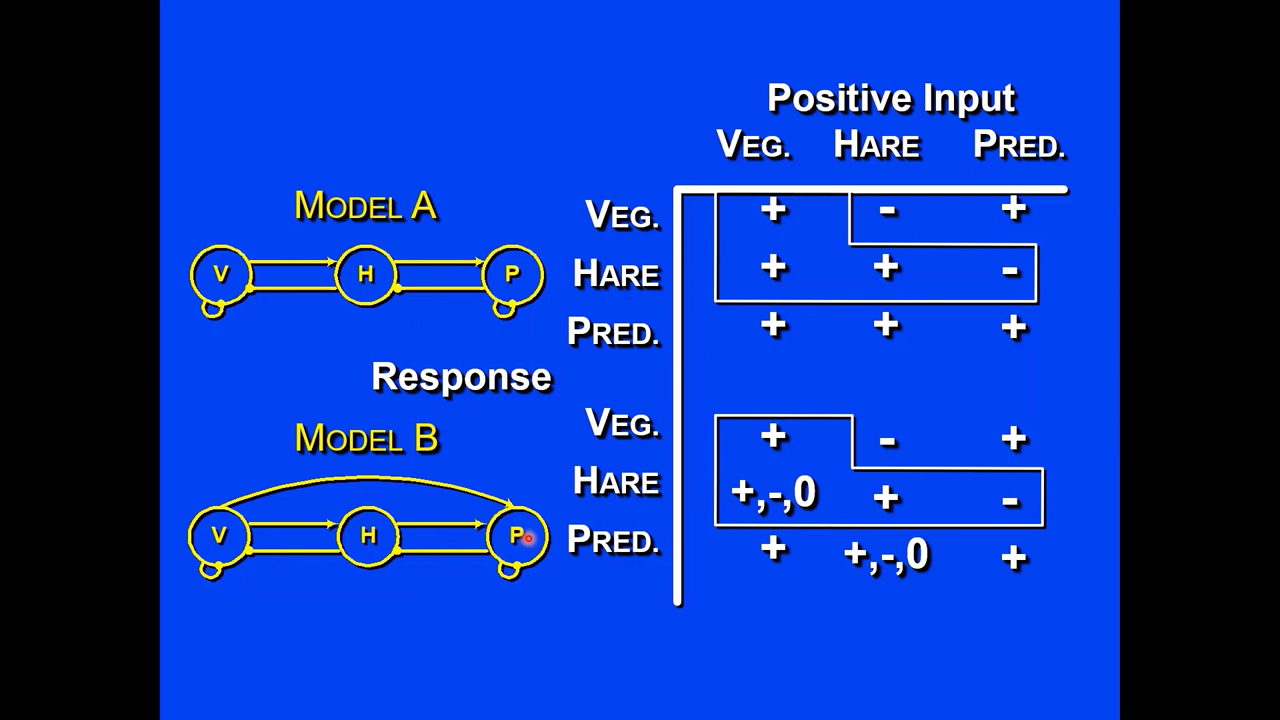 Positive Input
VEG. HARE PRED.
MODEL A
VEG. + - +
V H P
HARE + + -
PRED. + + +
Response
VEG. + - +
MODEL B
HARE +,-,0 + -
V H P
PRED. + +,-,0 +